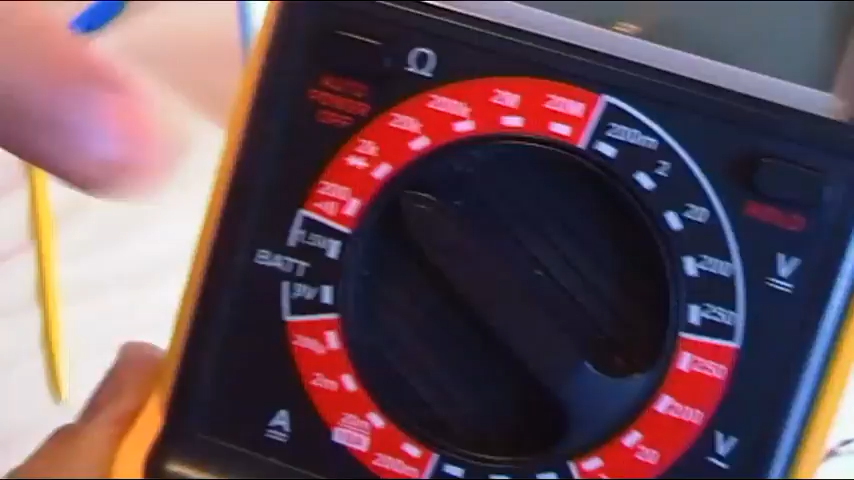 Ω
AUTO
POWER
OFF
200
2k
20k
200k
2M
20M
200m
2
20
200
250
HOLD
V
1.5V
BATT
9V
2m
20m
200m
A
250
200
20
V